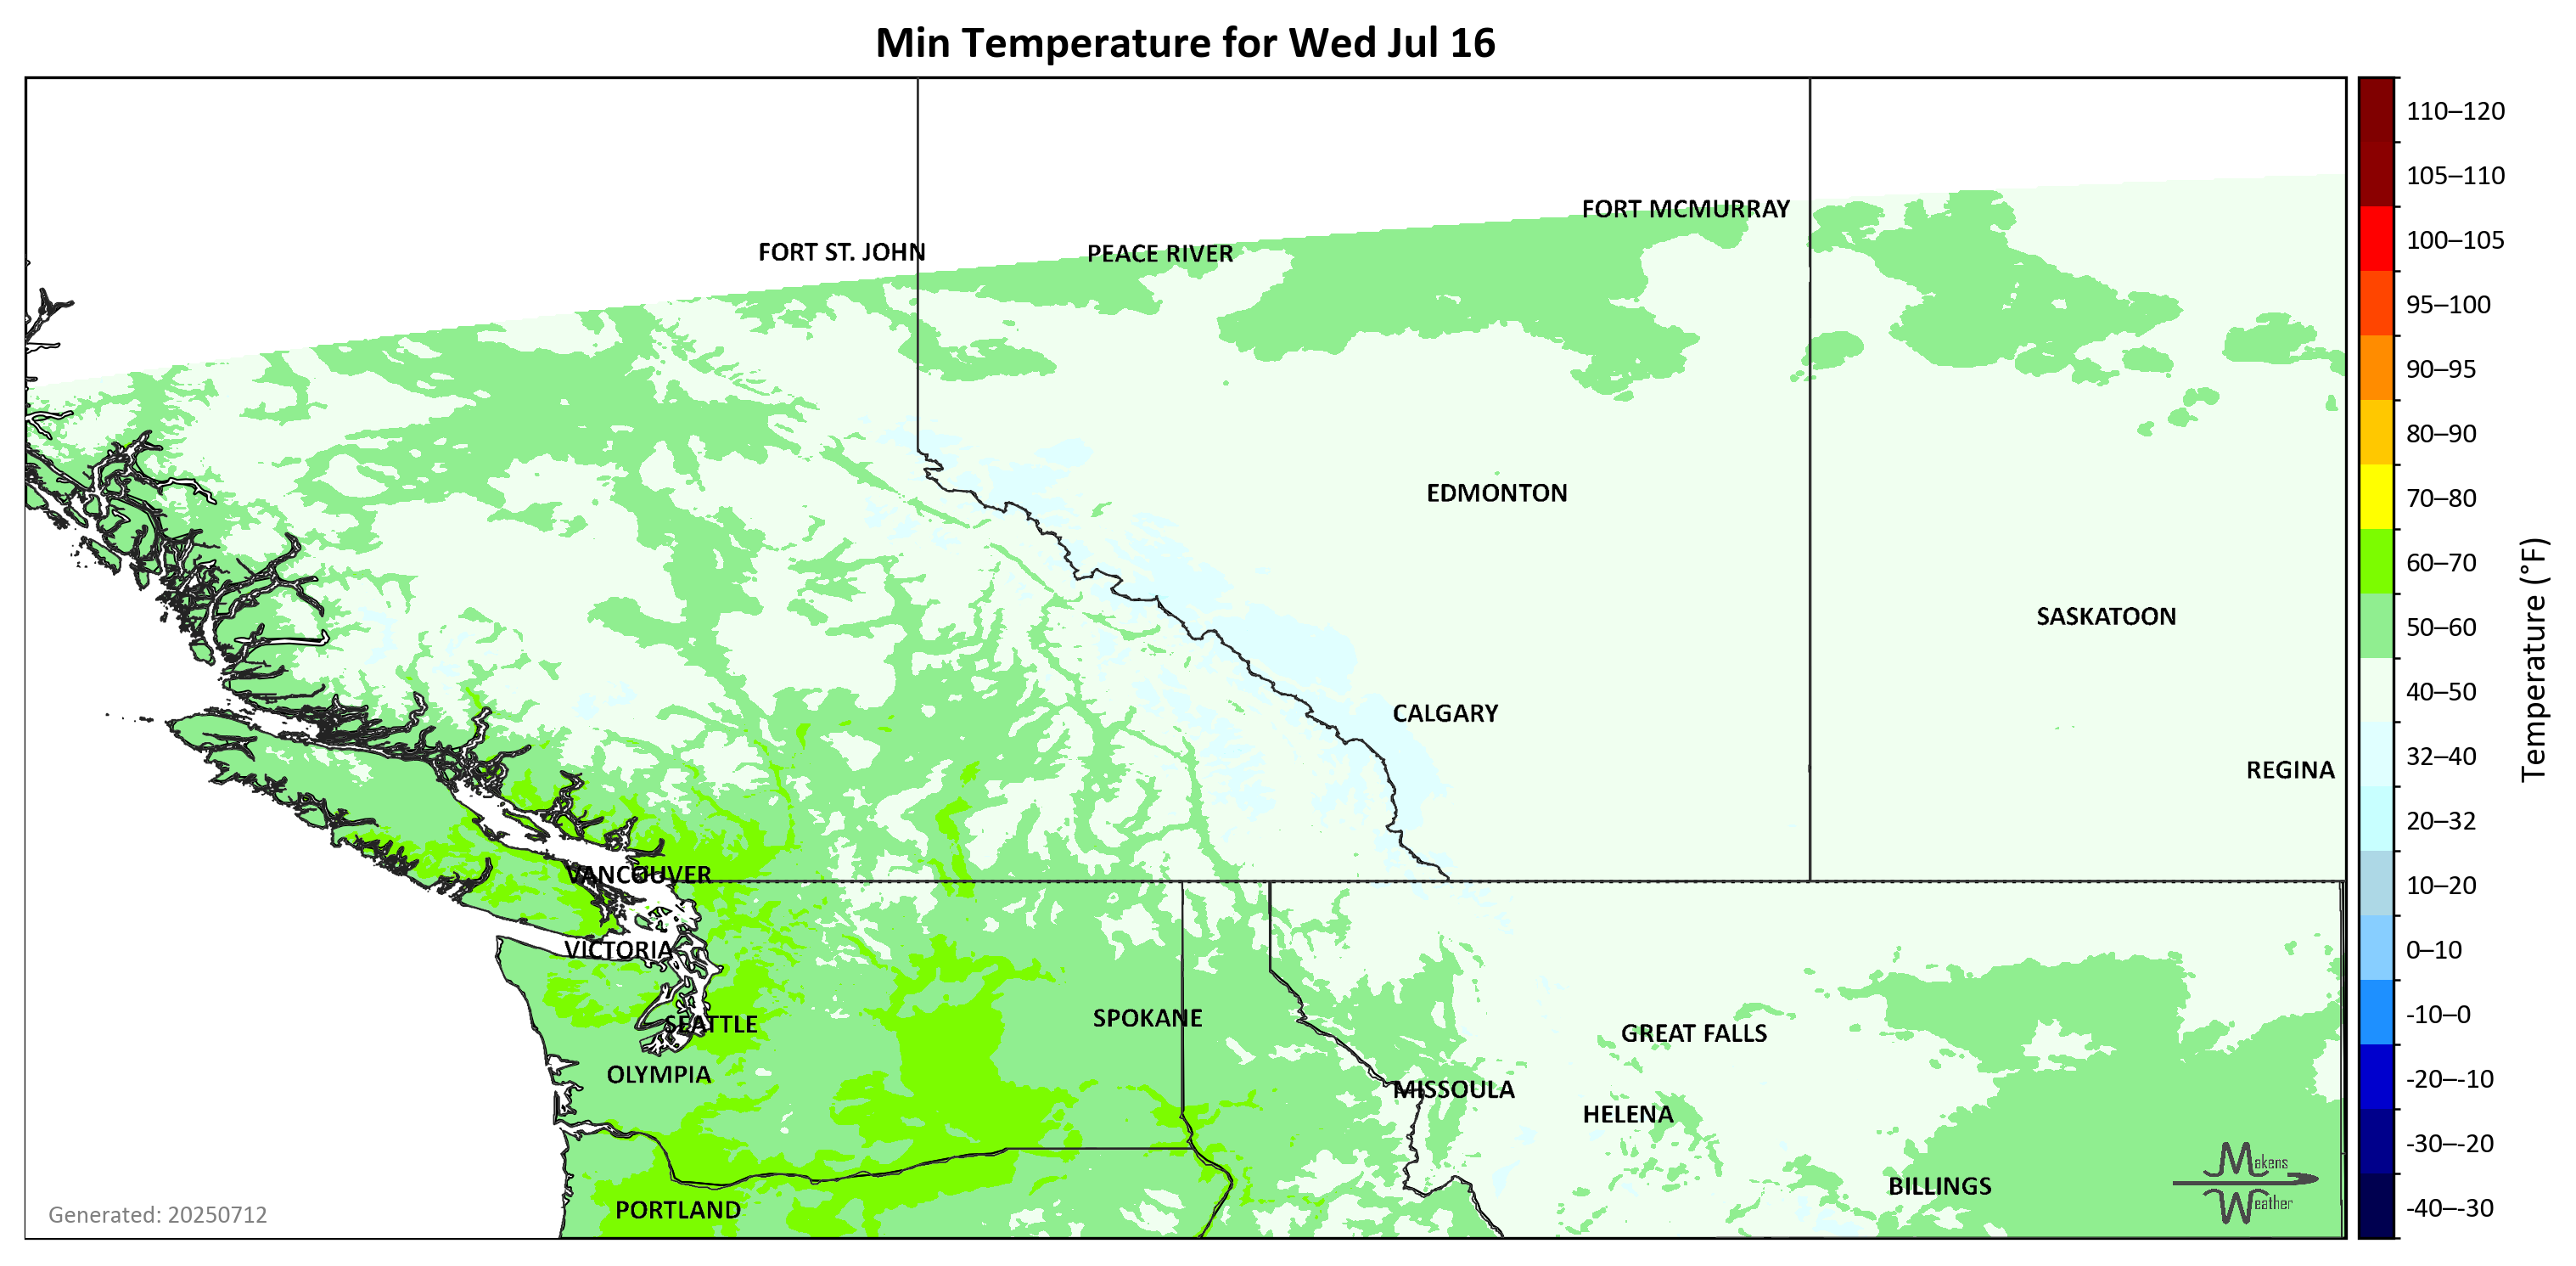 Min Temperature for Wed Jul 16
110–120
105–110
FORT MCMURRAY
100–105
FORT ST. JOHN
PEACE RIVER
95–100
90–95
80–90
EDMONTON
70–80
60–70
SASKATOON
50–60
Temperature (°F)
40–50
CALGARY
32–40
REGINA
20–32
VANCOUVER
10–20
VICTORIA
0–10
SEATTLE
SPOKANE
GREAT FALLS
-10–0
OLYMPIA
MISSOULA
-20–-10
HELENA
-30–-20
Makens
Weather
BILLINGS
PORTLAND
-40–-30
Generated: 20250712